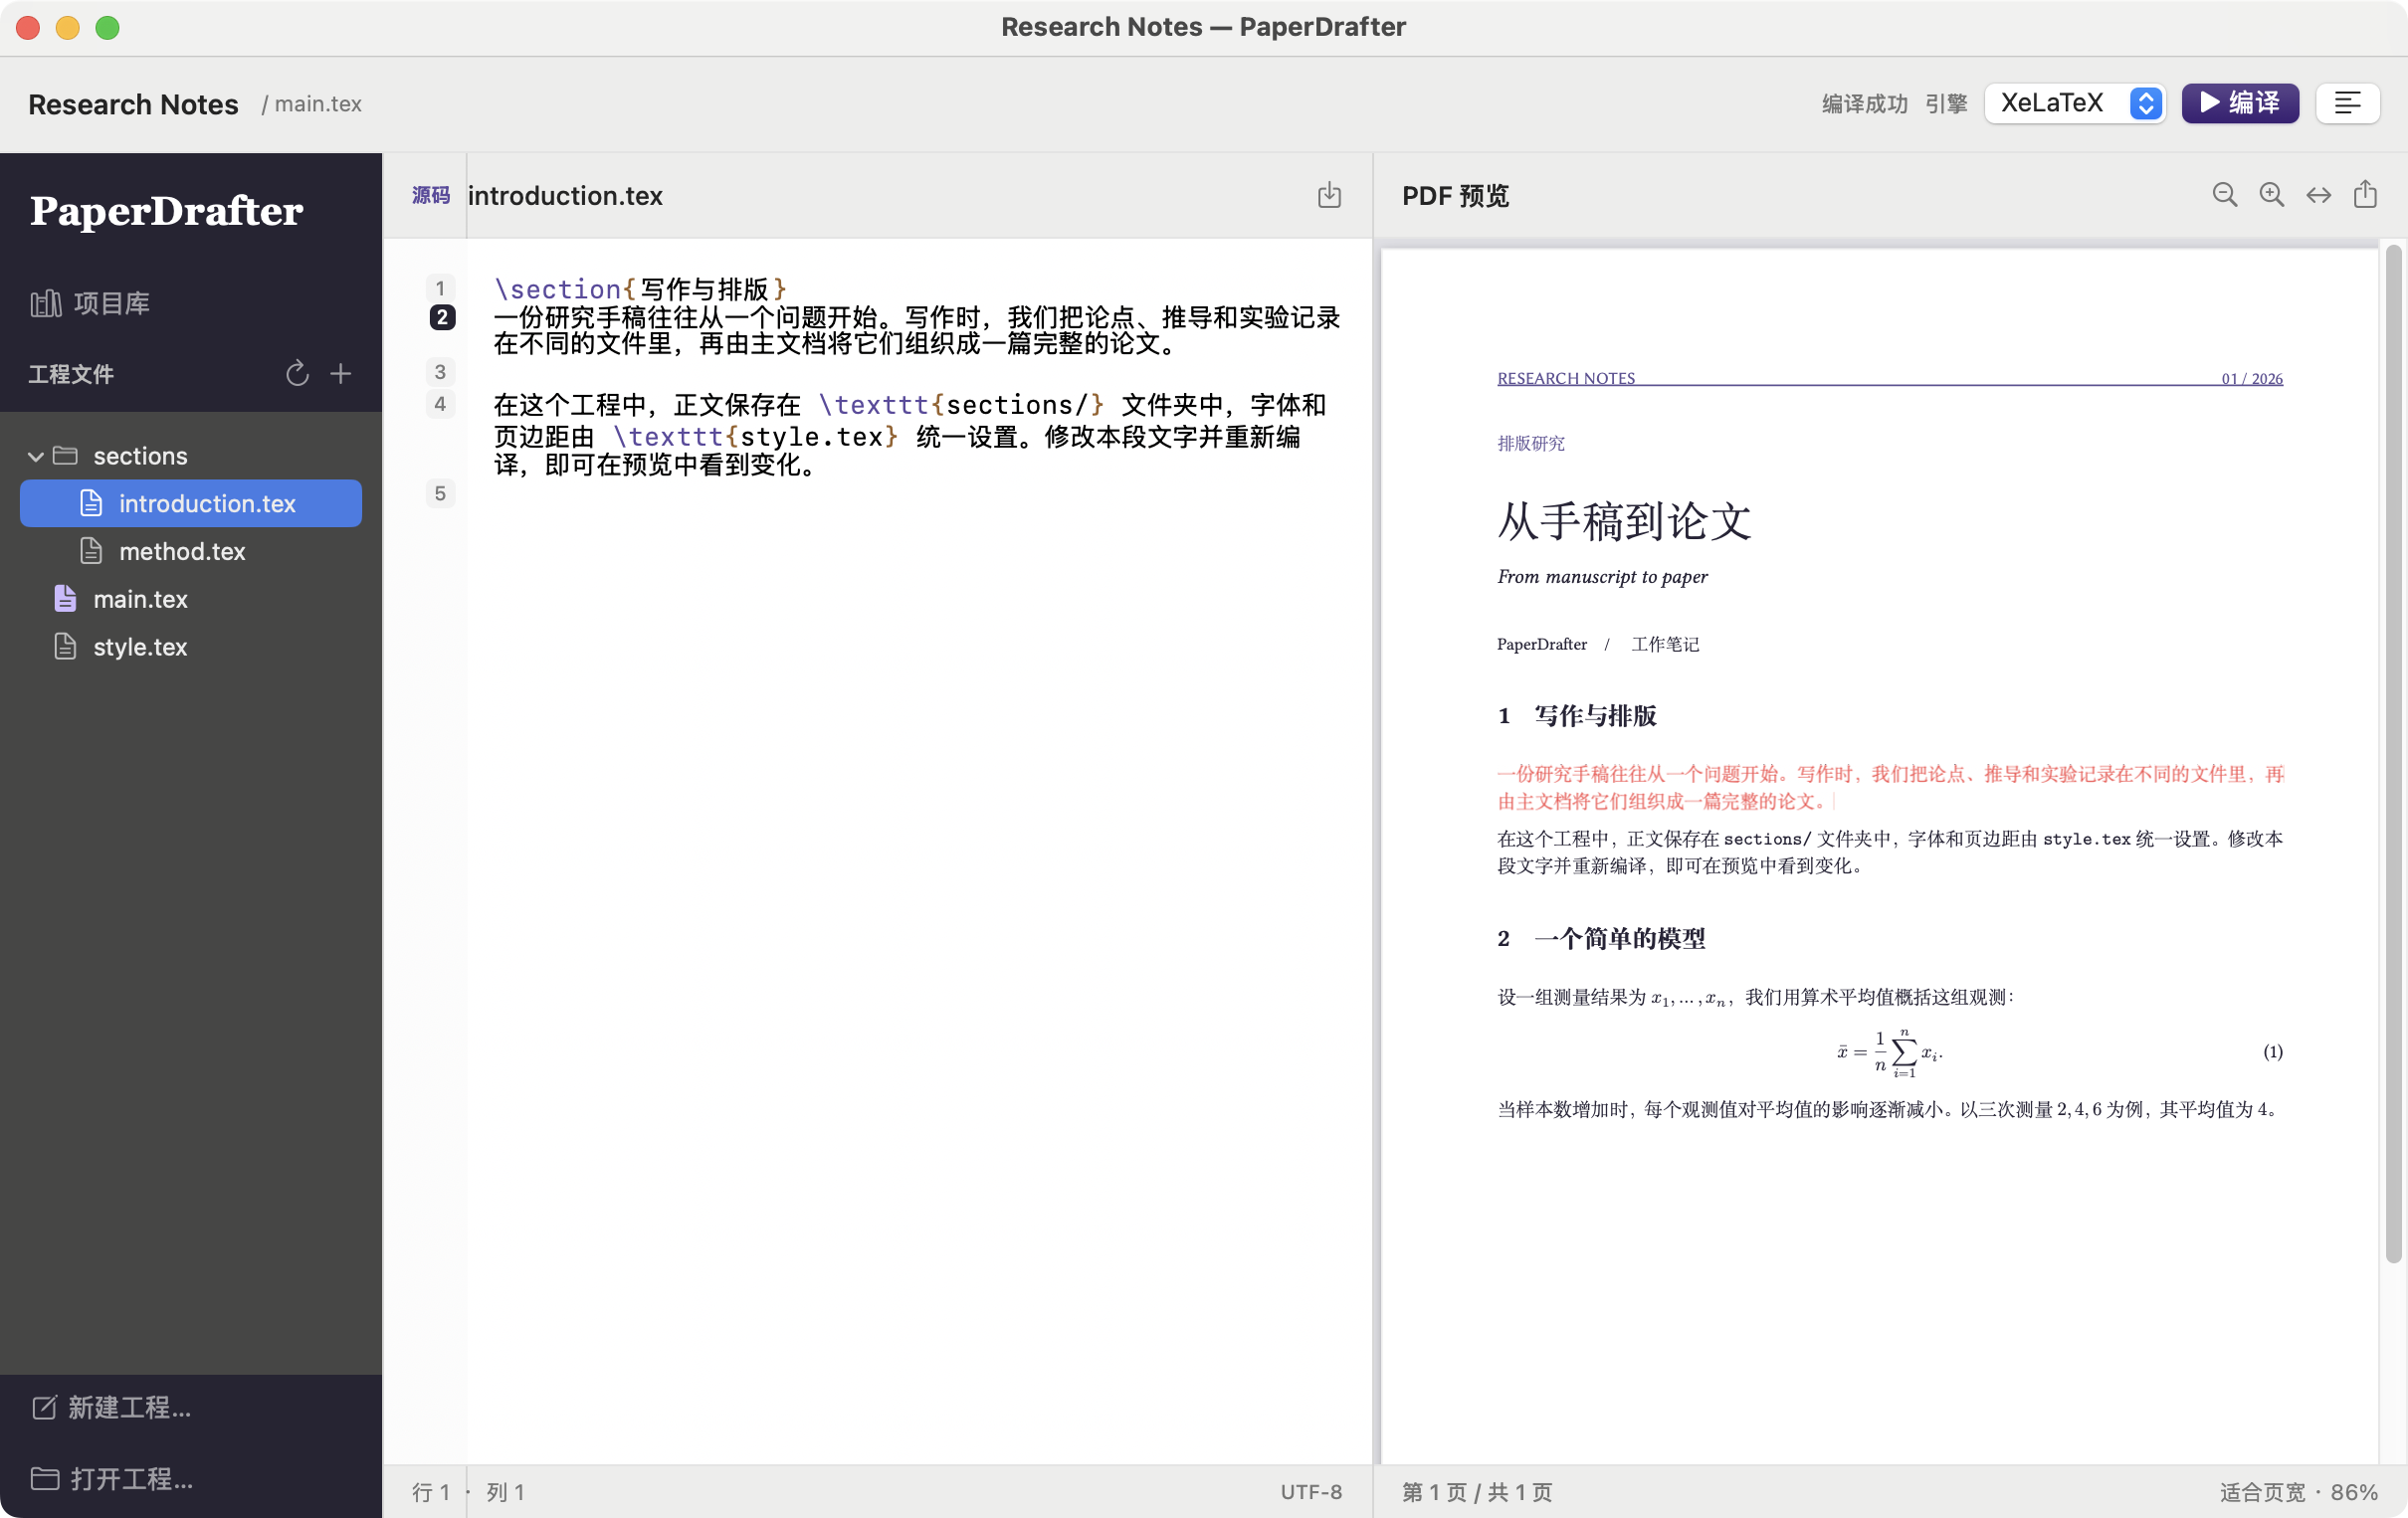 Research Notes — PaperDrafter
Research Notes / main.tex
编译成功 引擎 XeLaTeX 编译
PaperDrafter
项目库
工程文件
sections
introduction.tex
method.tex
main.tex
style.tex
新建工程...
打开工程...
源码 introduction.tex
1 \section{写作与排版}
2 一份研究手稿往往从一个问题开始。写作时，我们把论点、推导和实验记录
在不同的文件里，再由主文档将它们组织成一篇完整的论文。
3
4 在这个工程中，正文保存在 \texttt{sections/} 文件夹中，字体和
页边距由 \texttt{style.tex} 统一设置。修改本段文字并重新编
译，即可在预览中看到变化。
5
行 1 · 列 1
UTF-8
PDF 预览
RESEARCH NOTES 01 / 2026
排版研究
从手稿到论文
From manuscript to paper
PaperDrafter / 工作笔记
1 写作与排版
一份研究手稿往往从一个问题开始。写作时，我们把论点、推导和实验记录在不同的文件里，再
由主文档将它们组织成一篇完整的论文。
在这个工程中，正文保存在 sections/ 文件夹中，字体和页边距由 style.tex 统一设置。修改本
段文字并重新编译，即可在预览中看到变化。
2 一个简单的模型
设一组测量结果为 x₁, … , xₙ，我们用算术平均值概括这组观测：
x̄ = 1/n ∑ᵢ₌₁ⁿ xᵢ. (1)
当样本数增加时，每个观测值对平均值的影响逐渐减小。以三次测量 2, 4, 6 为例，其平均值为 4。
第 1 页 / 共 1 页
适合页宽 · 86%